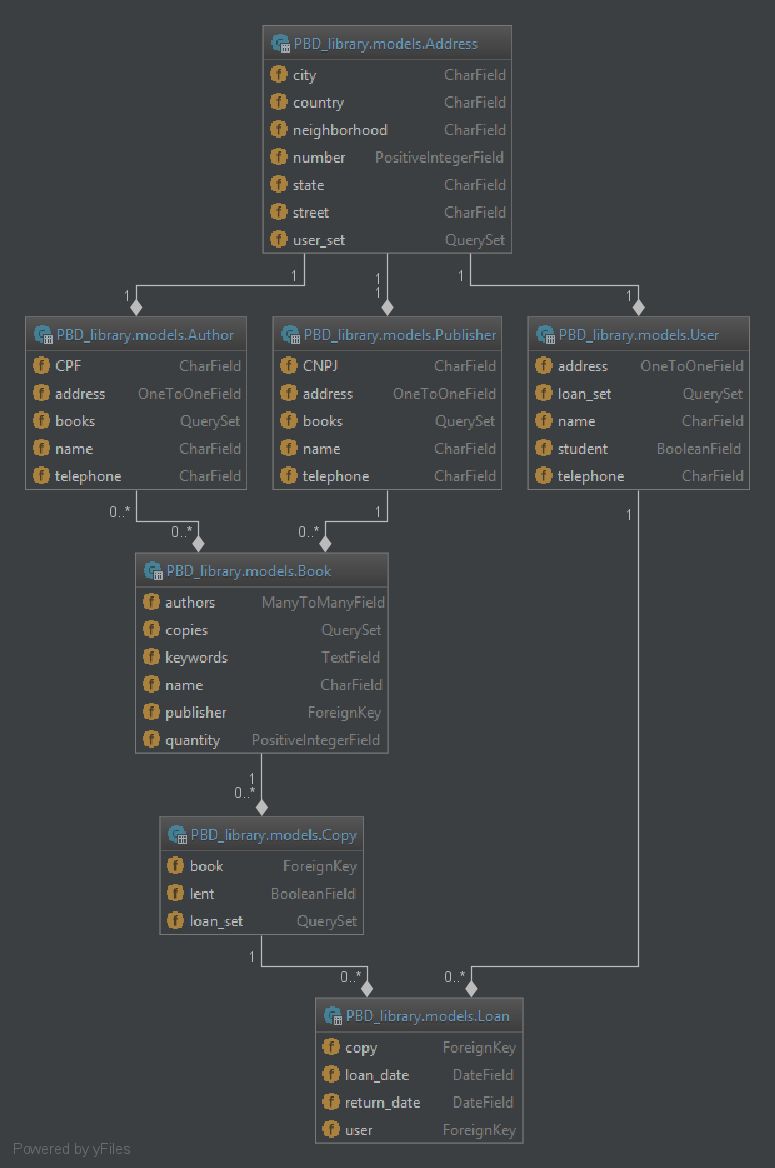 PBD_library.models.Address
city CharField
country CharField
neighborhood CharField
number PositiveIntegerField
state CharField
street CharField
user_set QuerySet
1 1 1
1 1 1
PBD_library.models.Author
CPF CharField
address OneToOneField
books QuerySet
name CharField
telephone CharField
PBD_library.models.Publisher
CNPJ CharField
address OneToOneField
books QuerySet
name CharField
telephone CharField
PBD_library.models.User
address OneToOneField
loan_set QuerySet
name CharField
student BooleanField
telephone CharField
0..* 1 1
0..* 0..*
PBD_library.models.Book
authors ManyToManyField
copies QuerySet
keywords TextField
name CharField
publisher ForeignKey
quantity PositiveIntegerField
1
0..*
PBD_library.models.Copy
book ForeignKey
lent BooleanField
loan_set QuerySet
1
0..* 0..*
PBD_library.models.Loan
copy ForeignKey
loan_date DateField
return_date DateField
user ForeignKey
Powered by yFiles